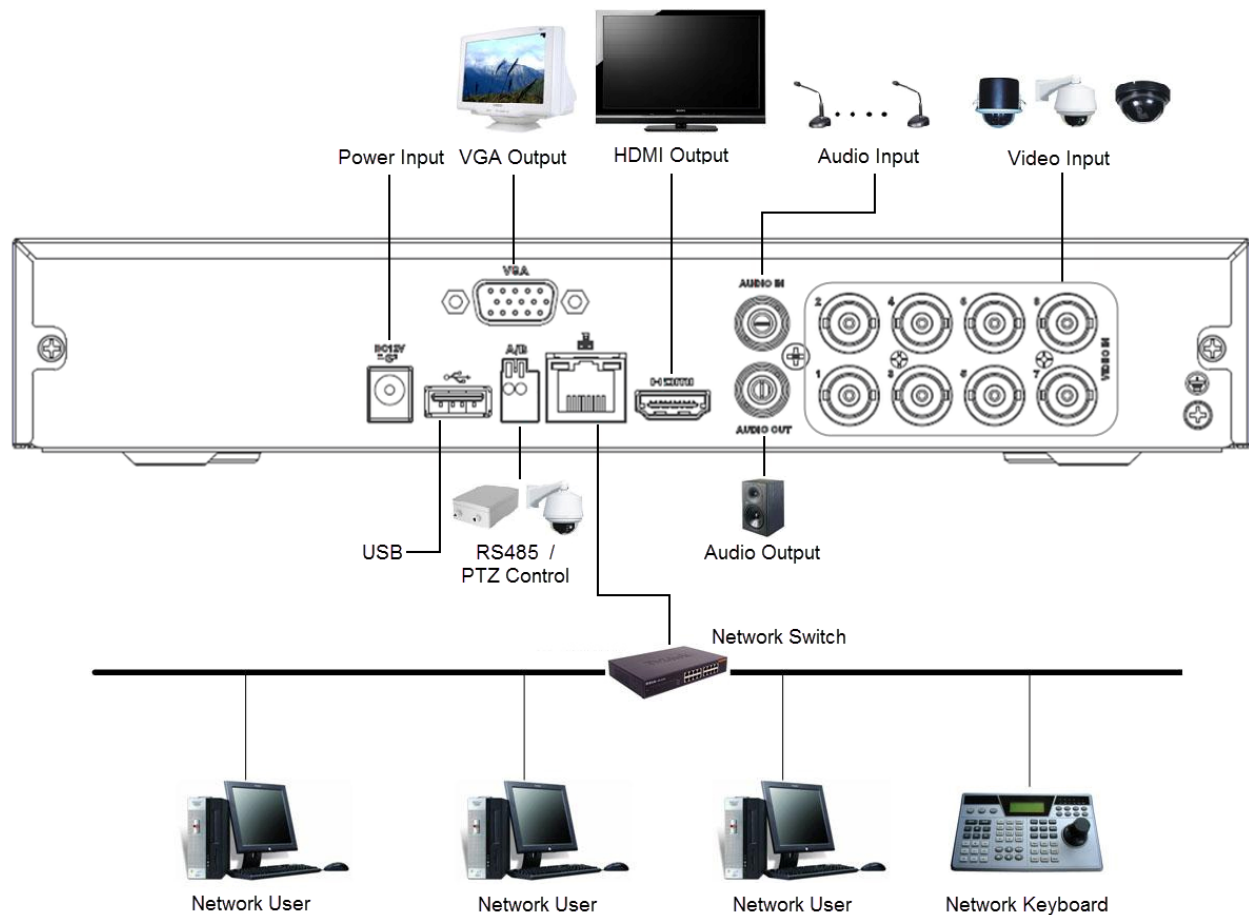 Power Input
VGA Output
HDMI Output
Audio Input
Video Input
VGA
AUDIO IN
2
4
6
8
DC12V
A/B
HDMI
VIDEO IN
1
3
5
7
AUDIO OUT
USB
RS485 /
PTZ Control
Audio Output
Network Switch
Network User
Network User
Network User
Network Keyboard